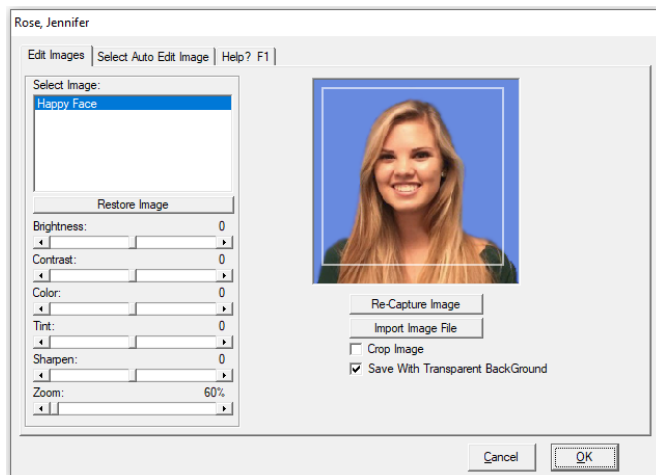 Rose, Jennifer
Edit Images
Select Auto Edit Image
Help? F1
Select Image:
Happy Face
Restore Image
Brightness: 0
Contrast: 0
Color: 0
Tint: 0
Sharpen: 0
Zoom: 60%
Re-Capture Image
Import Image File
Crop Image
Save With Transparent BackGround
Cancel
OK